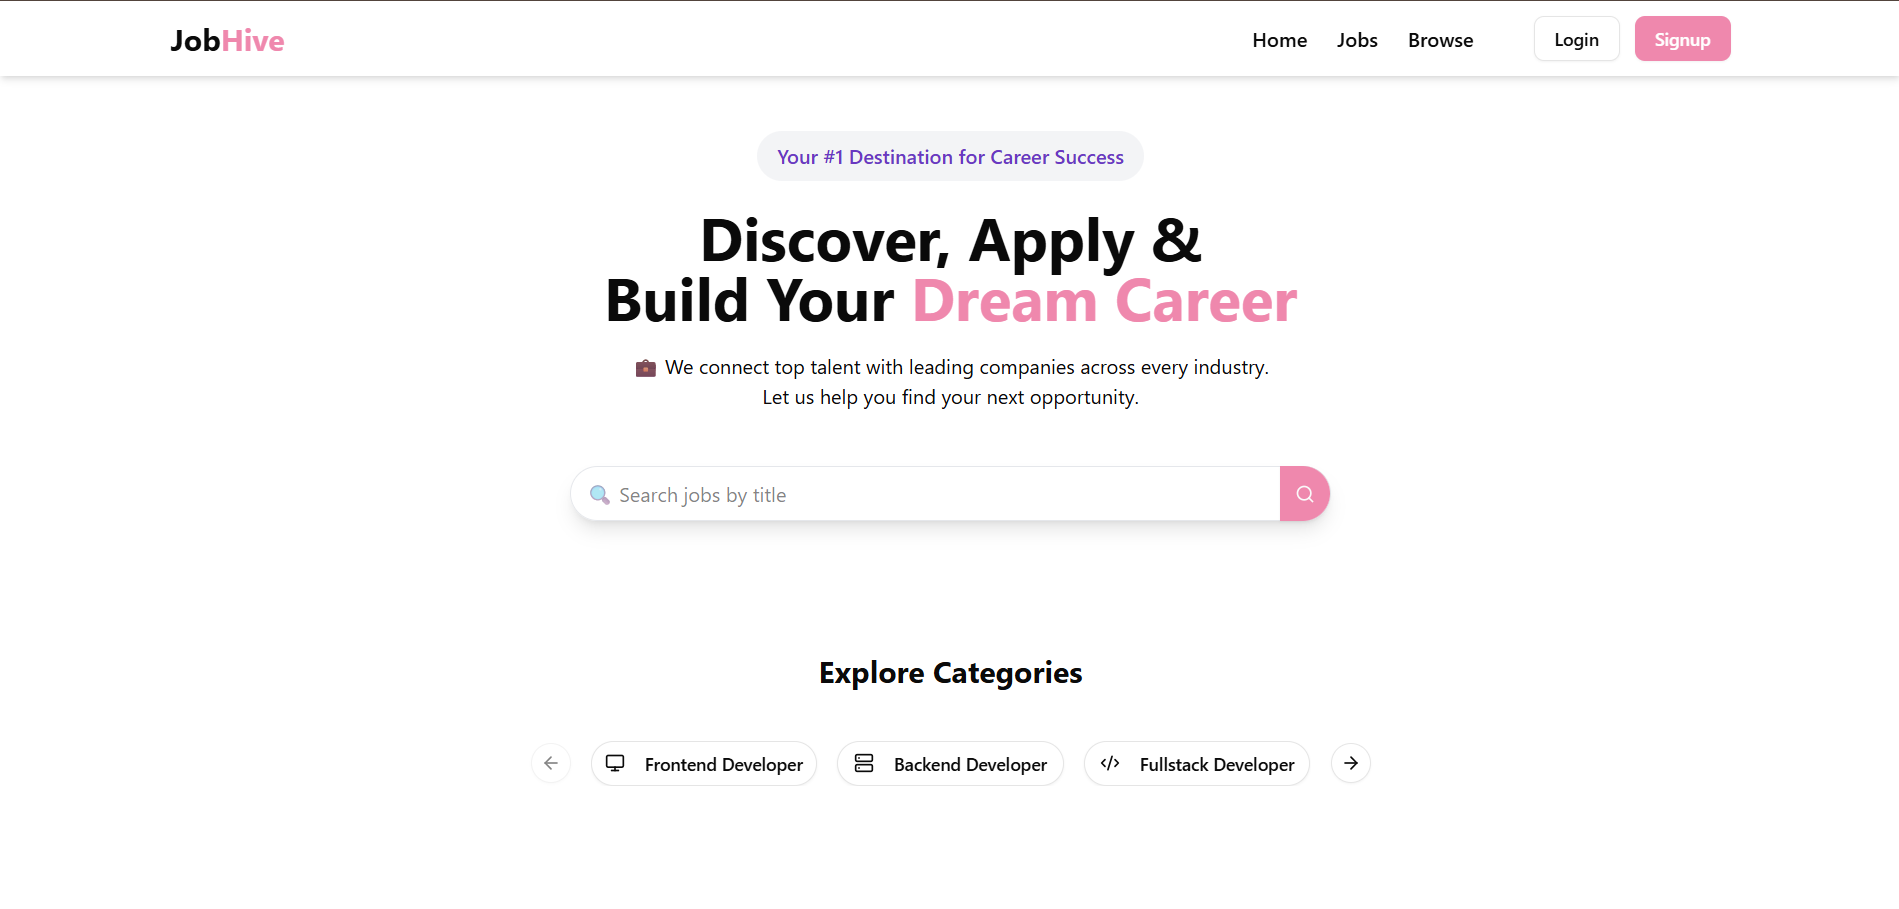 JobHive
Home Jobs Browse Login Signup
Your #1 Destination for Career Success
Discover, Apply &
Build Your Dream Career
💼 We connect top talent with leading companies across every industry.
Let us help you find your next opportunity.
🔍 Search jobs by title
Explore Categories
Frontend Developer Backend Developer Fullstack Developer